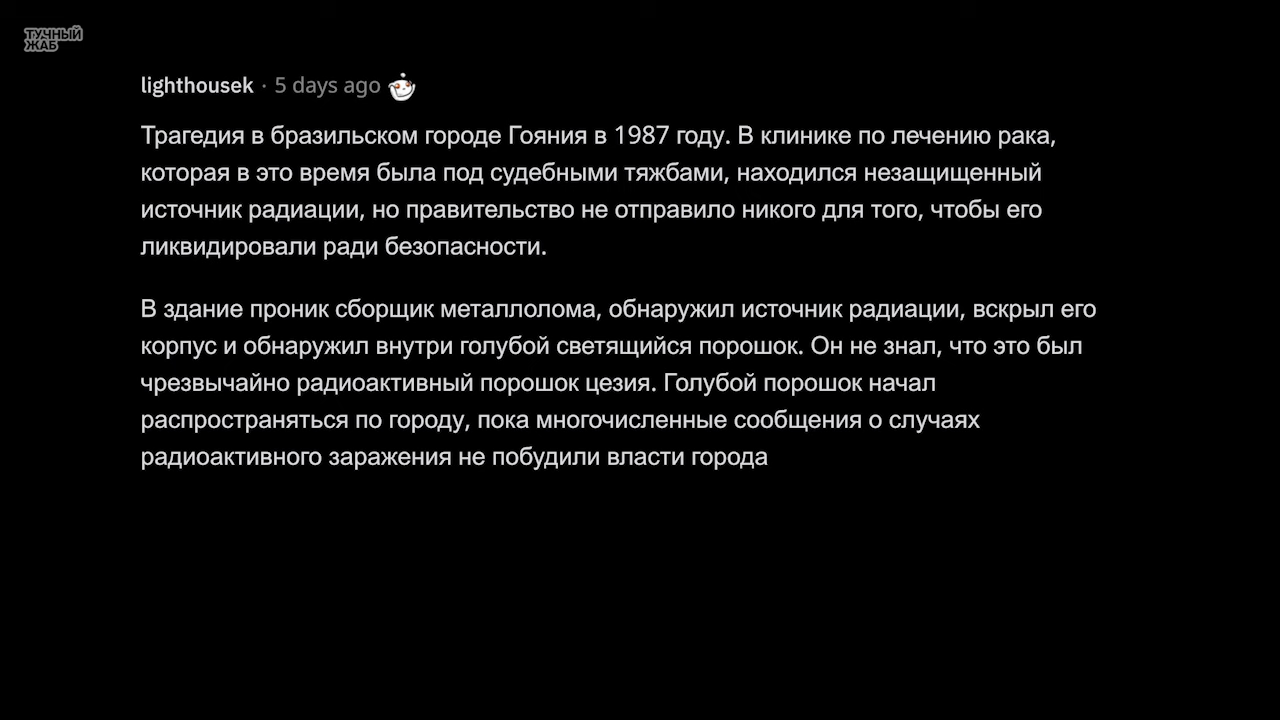 ТУЧНЫЙ
ЖАБ
lighthousek · 5 days ago
Трагедия в бразильском городе Гояния в 1987 году. В клинике по лечению рака,
которая в это время была под судебными тяжбами, находился незащищенный
источник радиации, но правительство не отправило никого для того, чтобы его
ликвидировали ради безопасности.
В здание проник сборщик металлолома, обнаружил источник радиации, вскрыл его
корпус и обнаружил внутри голубой светящийся порошок. Он не знал, что это был
чрезвычайно радиоактивный порошок цезия. Голубой порошок начал
распространяться по городу, пока многочисленные сообщения о случаях
радиоактивного заражения не побудили власти города